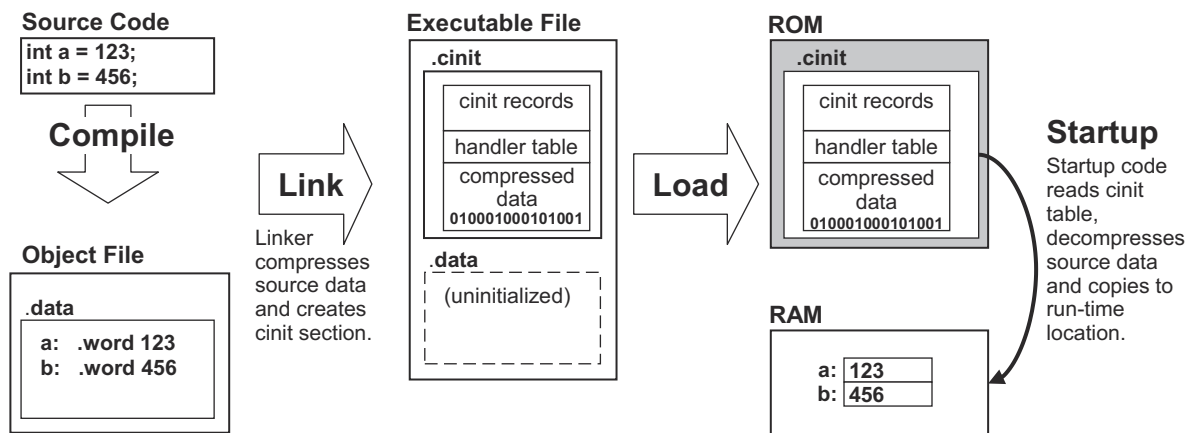 Source Code
int a = 123;
int b = 456;
Compile
Object File
.data
a: .word 123
b: .word 456
Link
Linker
compresses
source data
and creates
cinit section.
Executable File
.cinit
cinit records
handler table
compressed
data
010001000101001
.data
(uninitialized)
Load
ROM
.cinit
cinit records
handler table
compressed
data
010001000101001
Startup
Startup code
reads cinit
table,
decompresses
source data
and copies to
run-time
location.
RAM
a: 123
b: 456